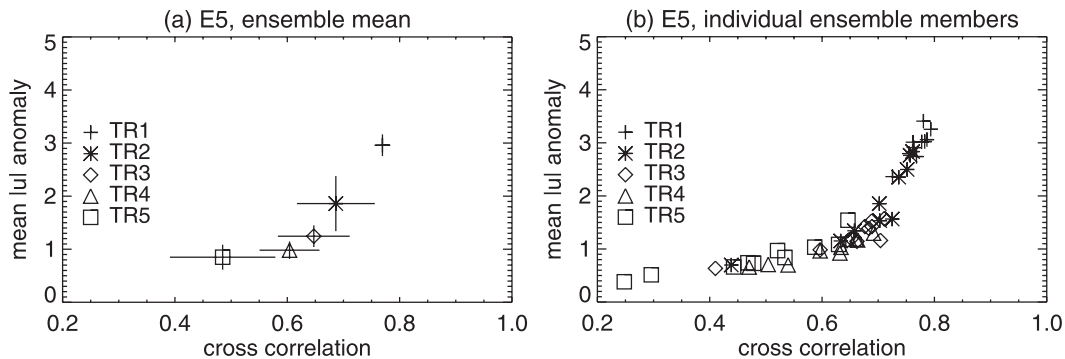 (a) E5, ensemble mean
5
4
3
2
1
0
mean lul anomaly
TR1
TR2
TR3
TR4
TR5
0.2 0.4 0.6 0.8 1.0
cross correlation
(b) E5, individual ensemble members
5
4
3
2
1
0
mean lul anomaly
TR1
TR2
TR3
TR4
TR5
0.2 0.4 0.6 0.8 1.0
cross correlation